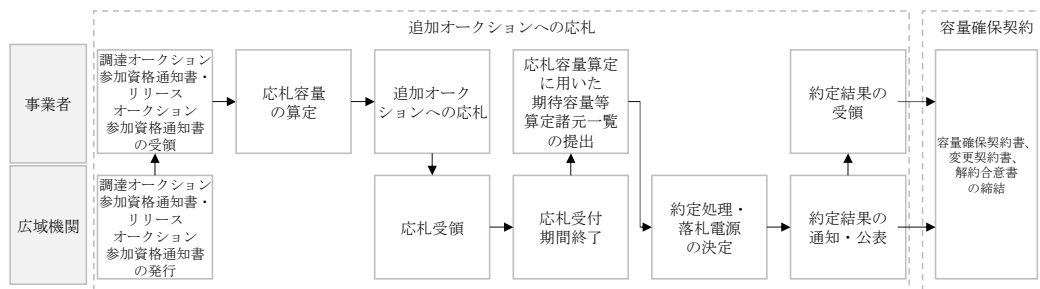 追加オークションへの応札
容量確保契約
事業者
調達オークション
参加資格通知書・
リリース
オークション
参加資格通知書
の受領
応札容量
の算定
追加オーク
ションへの応札
応札容量算定
に用いた
期待容量等
算定諸元一覧
の提出
約定結果の
受領
容量確保契約書、
変更契約書、
解約合意書
の締結
広域機関
調達オークション
参加資格通知書・
リリース
オークション
参加資格通知書
の発行
応札受領
応札受付
期間終了
約定処理・
落札電源
の決定
約定結果の
通知・公表